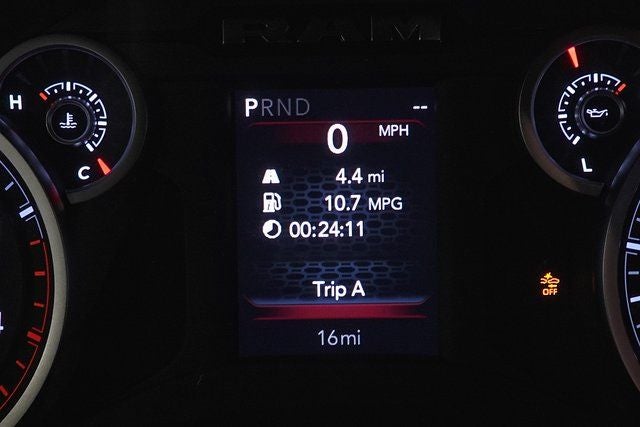 RAM
PRND --
0 MPH
4.4 mi
10.7 MPG
00:24:11
Trip A
16mi
H
C
L
OFF